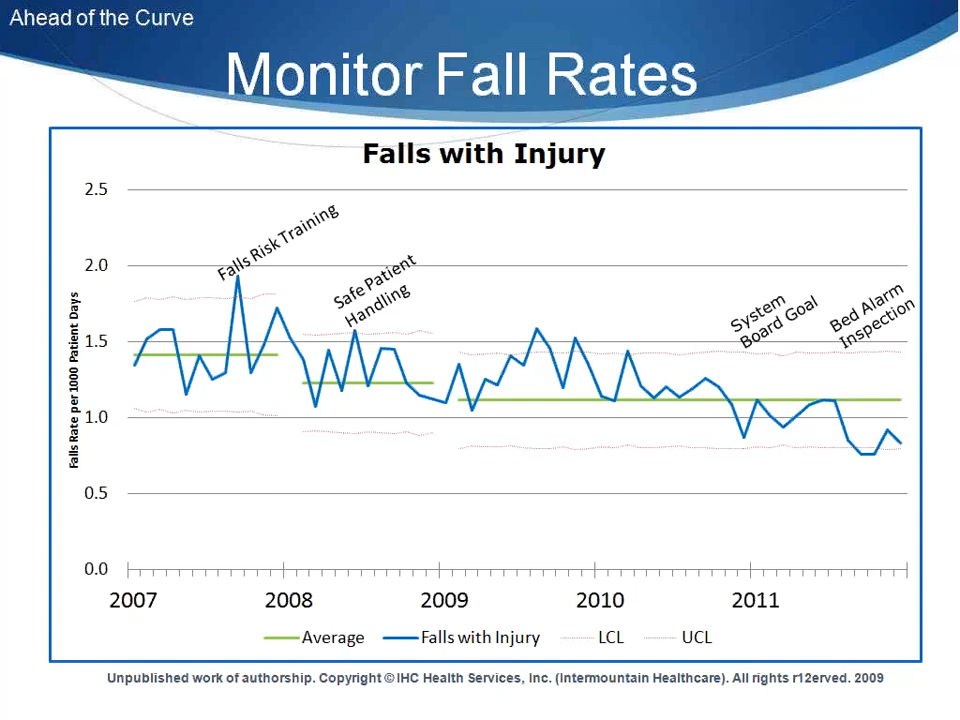 Ahead of the Curve
Monitor Fall Rates
Falls with Injury
2.5
2.0
1.5
1.0
0.5
0.0
Falls Rate per 1000 Patient Days
Falls Risk Training
Safe Patient
Handling
System
Board Goal
Bed Alarm
Inspection
2007 2008 2009 2010 2011
Average Falls with Injury LCL UCL
Unpublished work of authorship. Copyright © IHC Health Services, Inc. (Intermountain Healthcare). All rights r12erved. 2009